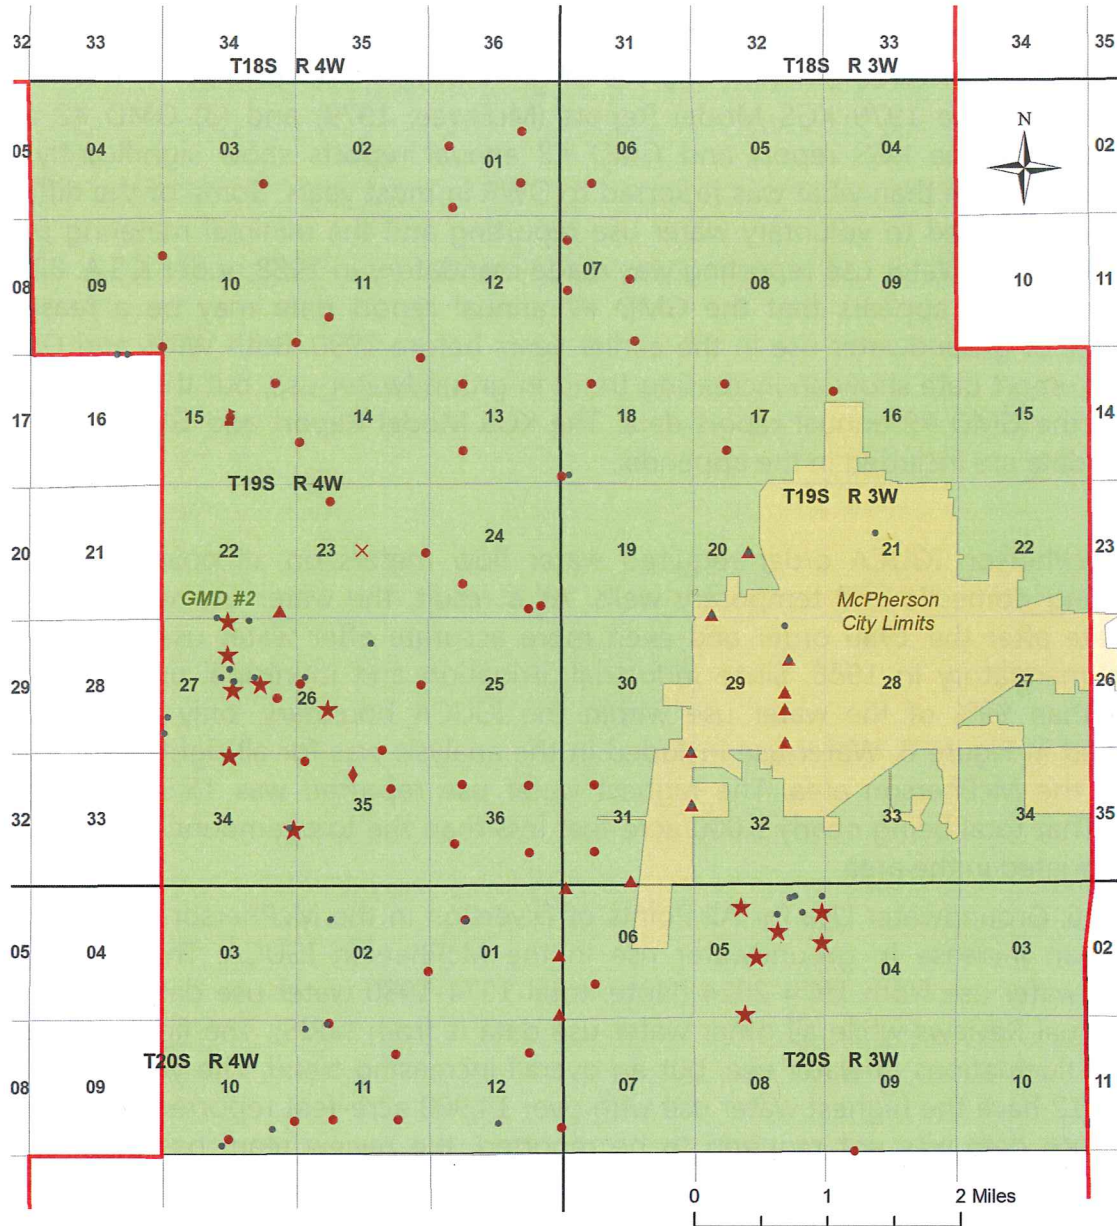 32 33 34 35 36 31 32 33 34 35
T18S R 4W T18S R 3W
N
05 04 03 02 01 06 05 04 02
08 09 10 11 12 07 08 09 10 11
17 16 15 14 13 18 17 16 15 14
T19S R 4W T19S R 3W
20 21 22 23 24 19 20 21 22 23
GMD #2
McPherson
City Limits
29 28 27 26 25 30 29 28 27 26
32 33 34 35 36 31 32 33 34 35
05 04 03 02 01 06 05 04 03 02
T20S R 4W T20S R 3W
08 09 10 11 12 07 08 09 10 11
0 1 2 Miles